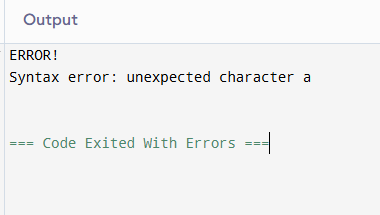 Output
ERROR!
Syntax error: unexpected character a
=== Code Exited With Errors ===